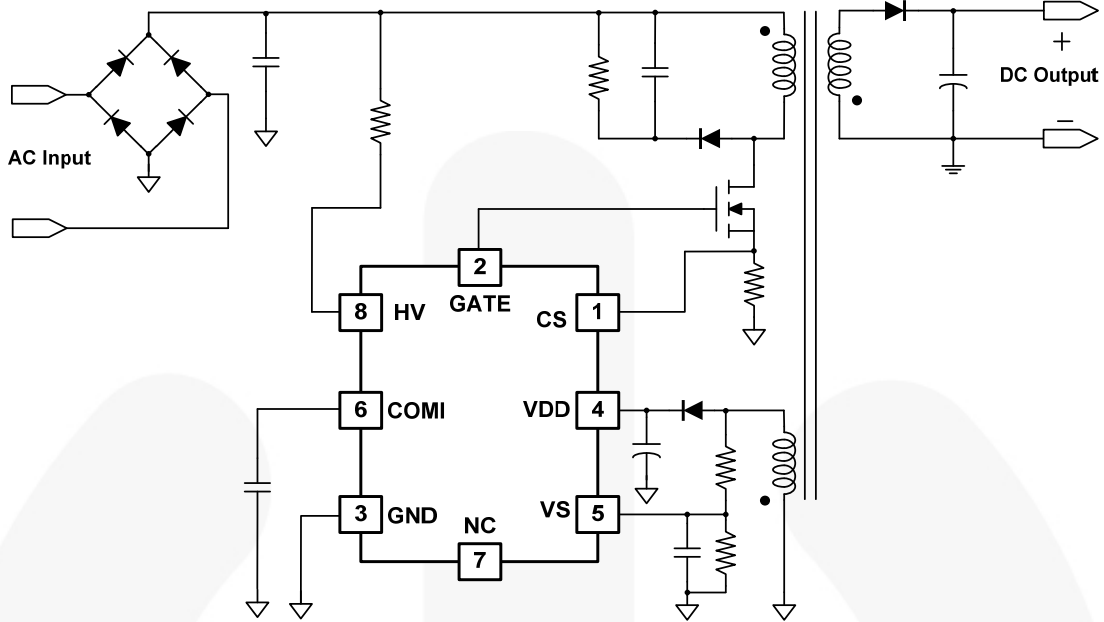 +
DC Output
−
AC Input
2
GATE
8
HV
1
CS
6
COMI
4
VDD
3
GND
5
VS
NC
7